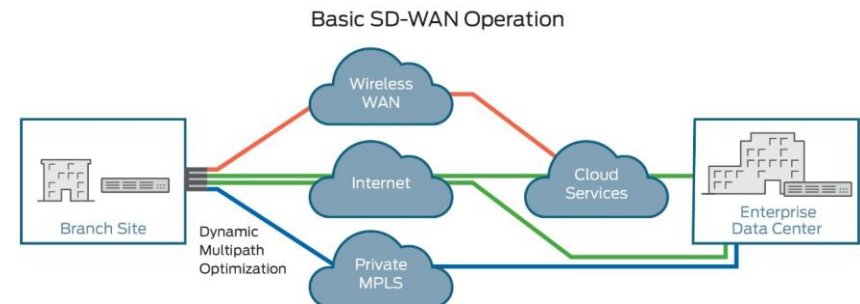 Basic SD-WAN Operation
Wireless
WAN
Internet
Cloud
Services
Branch Site
Dynamic
Multipath
Optimization
Private
MPLS
Enterprise
Data Center